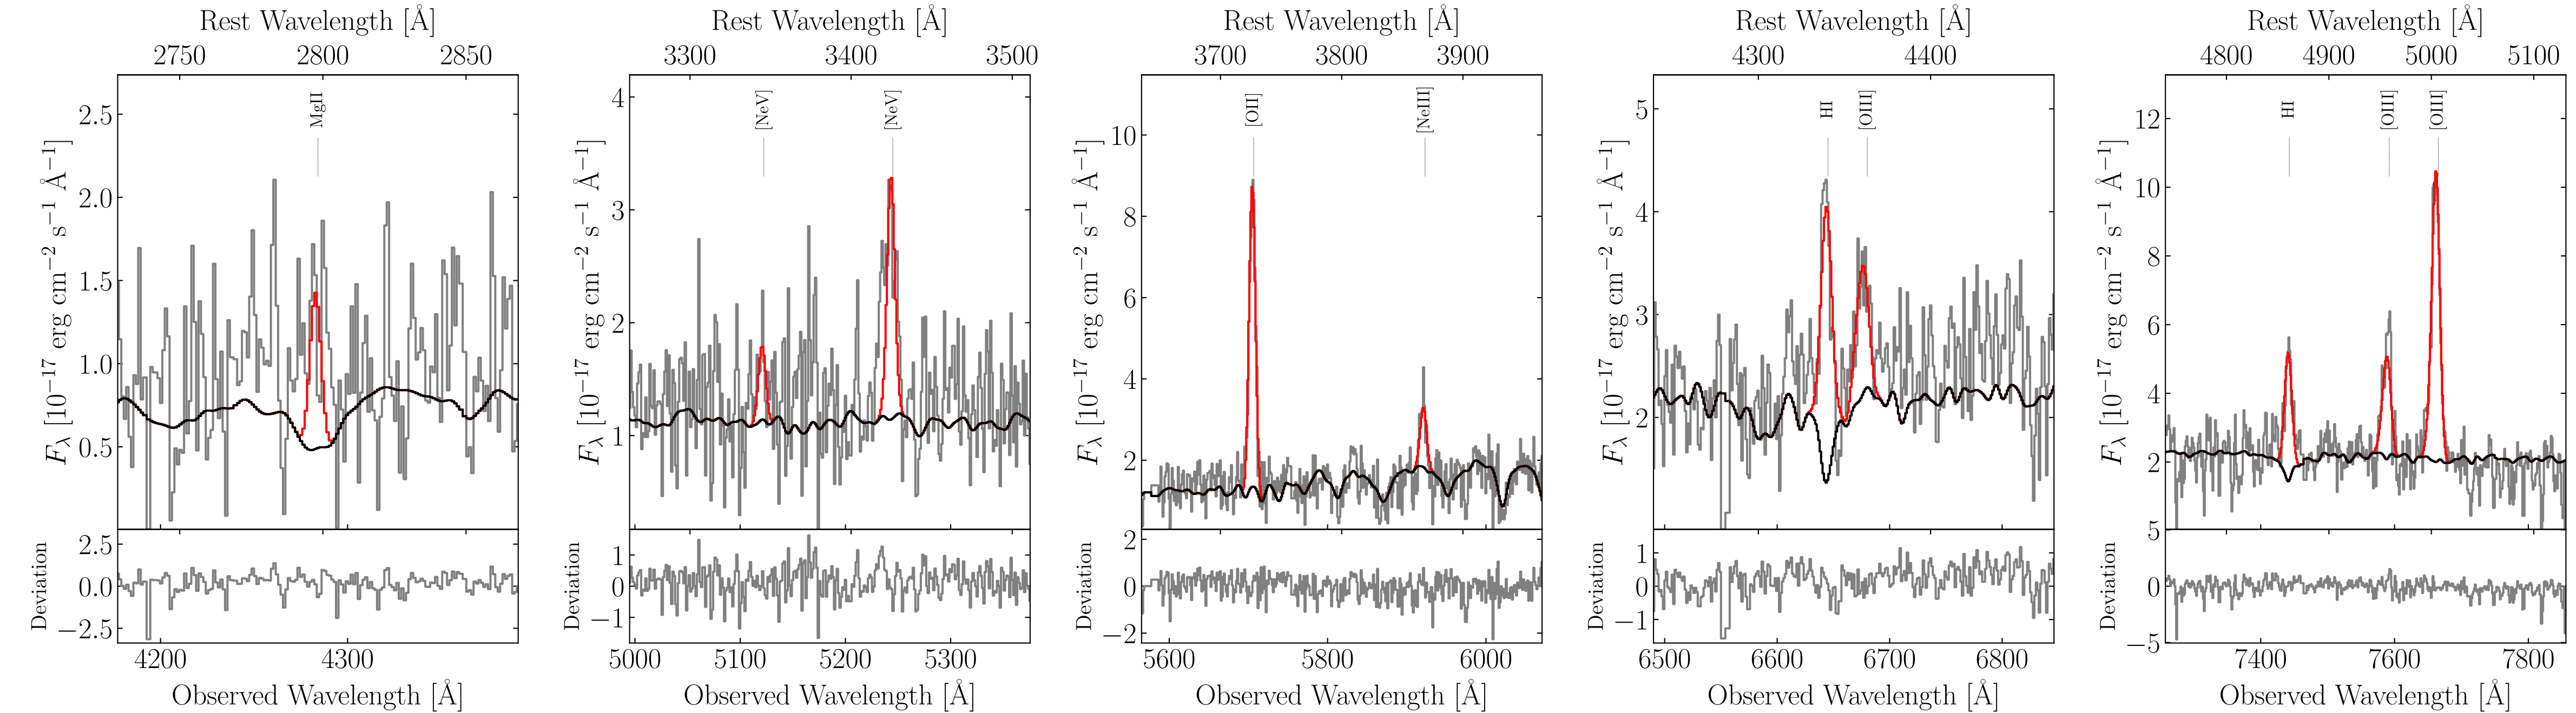 Rest Wavelength [Å] Rest Wavelength [Å] Rest Wavelength [Å] Rest Wavelength [Å] Rest Wavelength [Å]
2750 2800 2850 3300 3400 3500 3700 3800 3900 4300 4400 4800 4900 5000 5100
MgII [NeV] [NeV] [OII] [NeIII] HI [OIII] HI [OIII] [OIII]
F_λ [10⁻¹⁷ erg cm⁻² s⁻¹ Å⁻¹]
2.5
2.0
1.5
1.0
0.5
F_λ [10⁻¹⁷ erg cm⁻² s⁻¹ Å⁻¹]
4
3
2
1
F_λ [10⁻¹⁷ erg cm⁻² s⁻¹ Å⁻¹]
10
8
6
4
2
F_λ [10⁻¹⁷ erg cm⁻² s⁻¹ Å⁻¹]
5
4
3
2
F_λ [10⁻¹⁷ erg cm⁻² s⁻¹ Å⁻¹]
12
10
8
6
4
2
Deviation
2.5
0.0
−2.5
Deviation
1
0
−1
Deviation
2
0
−2
Deviation
1
0
−1
Deviation
5
5
0
−5
4200 4300 5000 5100 5200 5300 5600 5800 6000 6500 6600 6700 6800 7400 7600 7800
Observed Wavelength [Å] Observed Wavelength [Å] Observed Wavelength [Å] Observed Wavelength [Å] Observed Wavelength [Å]